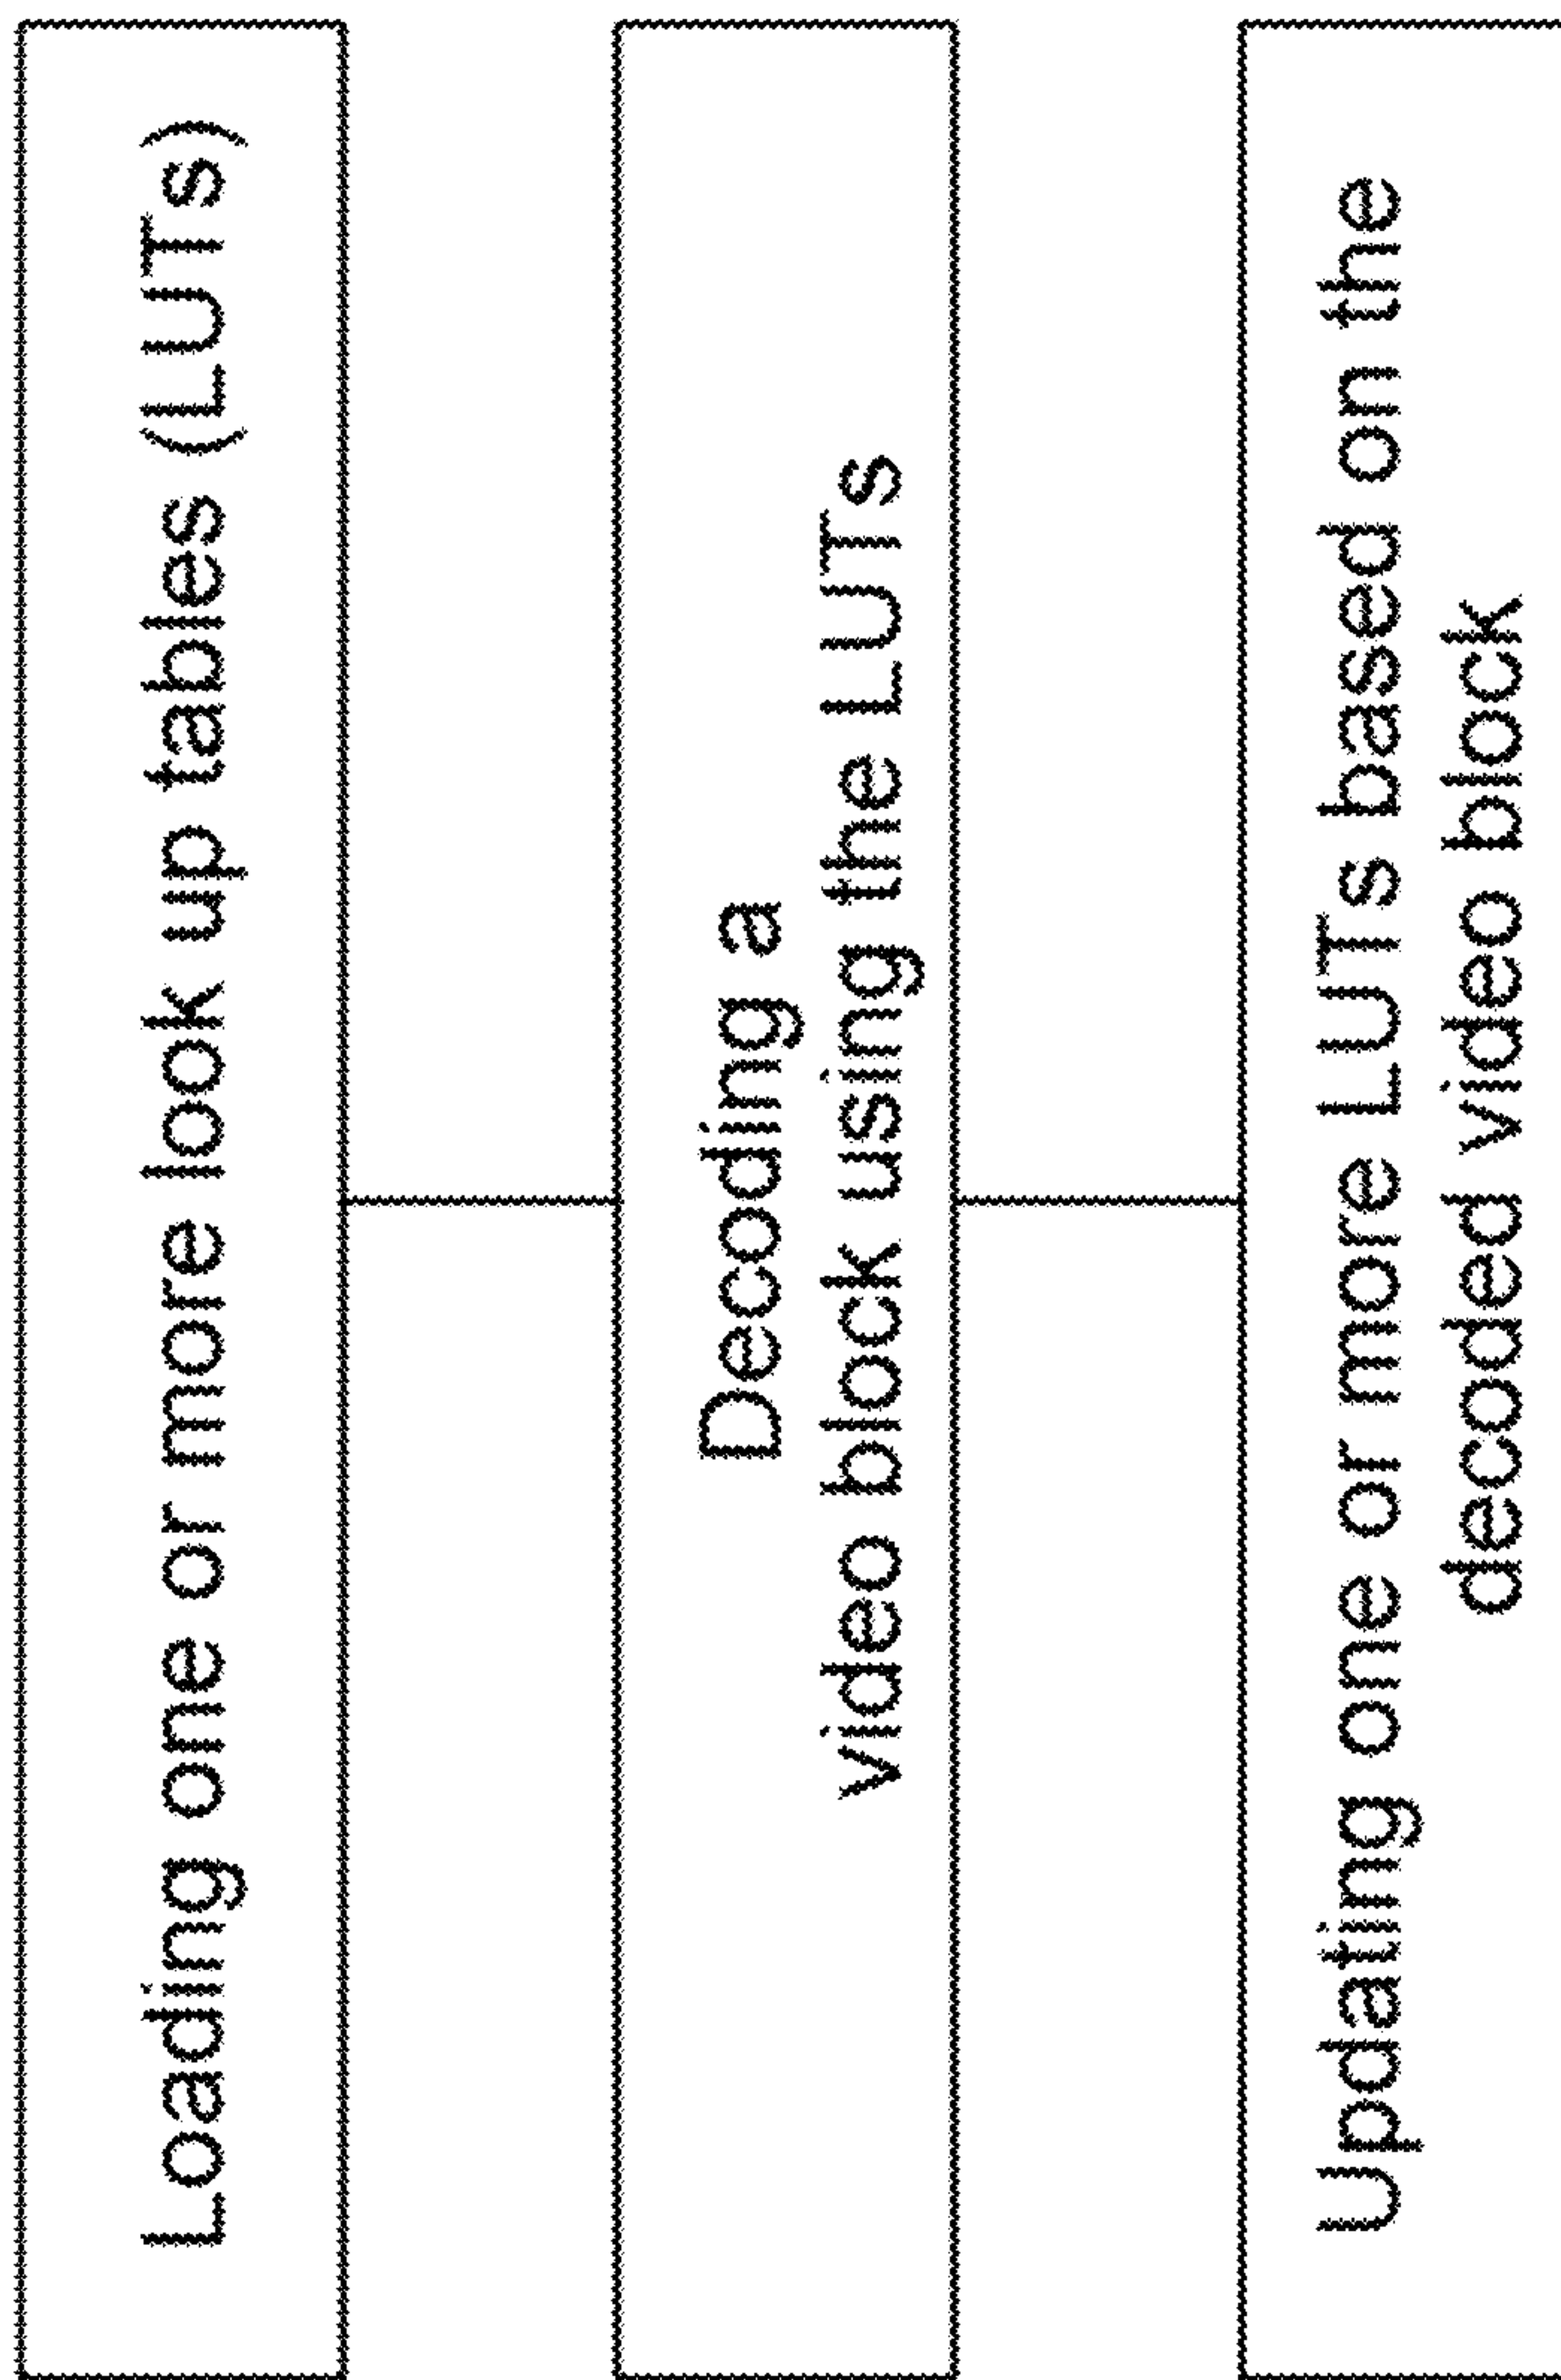 Loading one or more look up tables (LUTs)
Decoding a
video block using the LUTs
Updating one or more LUTs based on the
decoded video block